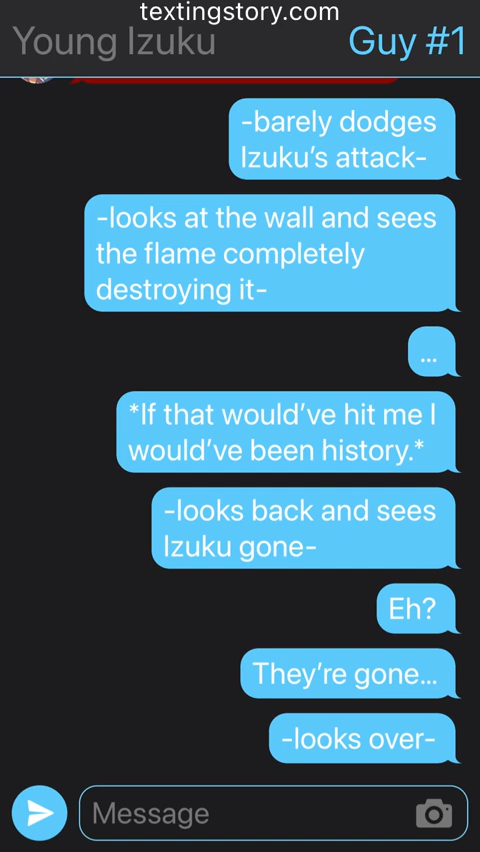 textingstory.com
Young Izuku
Guy #1
-barely dodges
Izuku’s attack-
-looks at the wall and sees
the flame completely
destroying it-
...
*If that would’ve hit me I
would’ve been history.*
-looks back and sees
Izuku gone-
Eh?
They’re gone...
-looks over-
Message